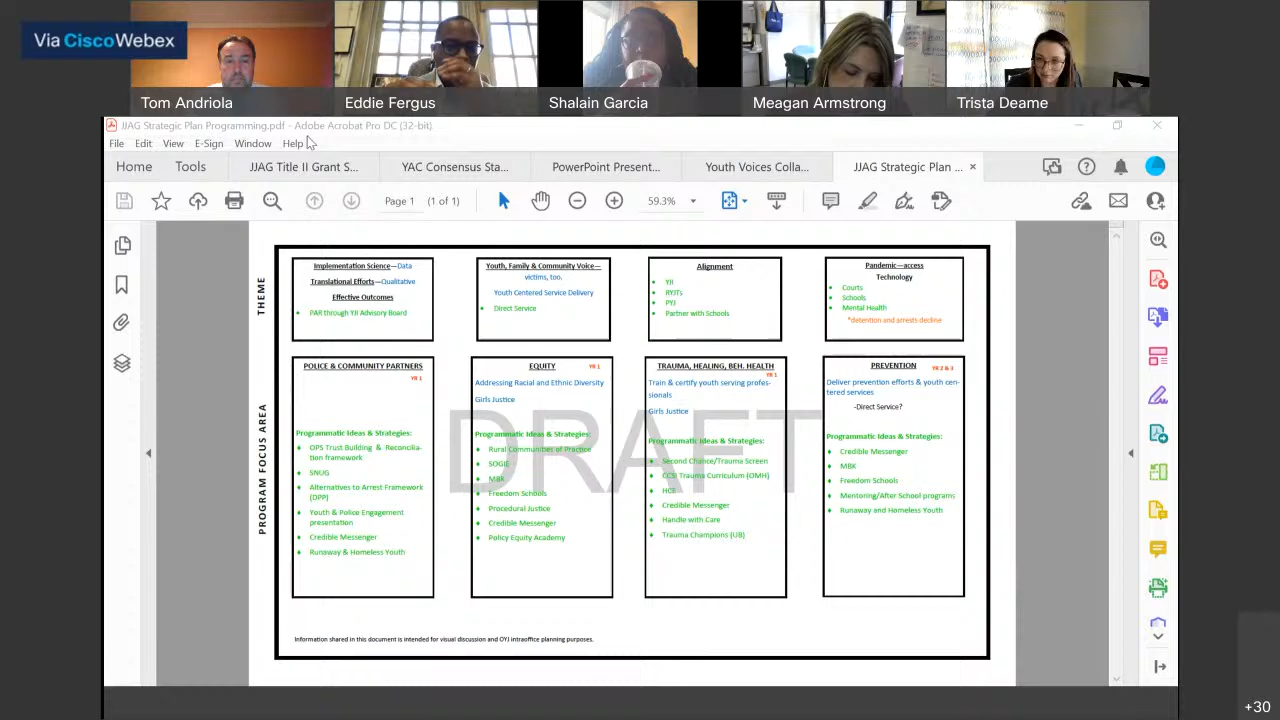 Via Cisco Webex
Tom Andriola
Eddie Fergus
Shalain Garcia
Meagan Armstrong
Trista Deame
JJAG Strategic Plan Programming.pdf - Adobe Acrobat Pro DC (32-bit)
File Edit View E-Sign Window Help
Home Tools JJAG Title II Grant S... YAC Consensus Sta... PowerPoint Present... Youth Voices Colla... JJAG Strategic Plan ... ×
Page 1 (1 of 1) 59.3%
THEME
Implementation Science—Data
Translational Efforts—Qualitative
Effective Outcomes
PAR through YJI Advisory Board
Youth, Family & Community Voice—
victims, too.
Youth Centered Service Delivery
Direct Service
Alignment
YJI
RYJTs
PYJ
Partner with Schools
Pandemic—access
Technology
Courts
Schools
Mental Health
*detention and arrests decline
PROGRAM FOCUS AREA
POLICE & COMMUNITY PARTNERS
YR 1
Programmatic Ideas & Strategies:
OPS Trust Building & Reconcilia-
tion framework
SNUG
Alternatives to Arrest Framework
(DPP)
Youth & Police Engagement
presentation
Credible Messenger
Runaway & Homeless Youth
EQUITY YR 1
Addressing Racial and Ethnic Diversity
Girls Justice
Programmatic Ideas & Strategies:
Rural Communities of Practice
SOGIE
MBK
Freedom Schools
Procedural Justice
Credible Messenger
Policy Equity Academy
TRAUMA, HEALING, BEH. HEALTH
YR 1
Train & certify youth serving profes-
sionals
Girls Justice
Programmatic Ideas & Strategies:
Second Chance/Trauma Screen
CCSI Trauma Curriculum (OMH)
Credible Messenger
Handle with Care
Trauma Champions (UB)
PREVENTION YR 2 & 3
Deliver prevention efforts & youth cen-
tered services
-Direct Service?
Programmatic Ideas & Strategies:
Credible Messenger
MBK
Freedom Schools
Mentoring/After School programs
Runaway and Homeless Youth
DRAFT
Information shared in this document is intended for visual discussion and OYJ intraoffice planning purposes.
+30